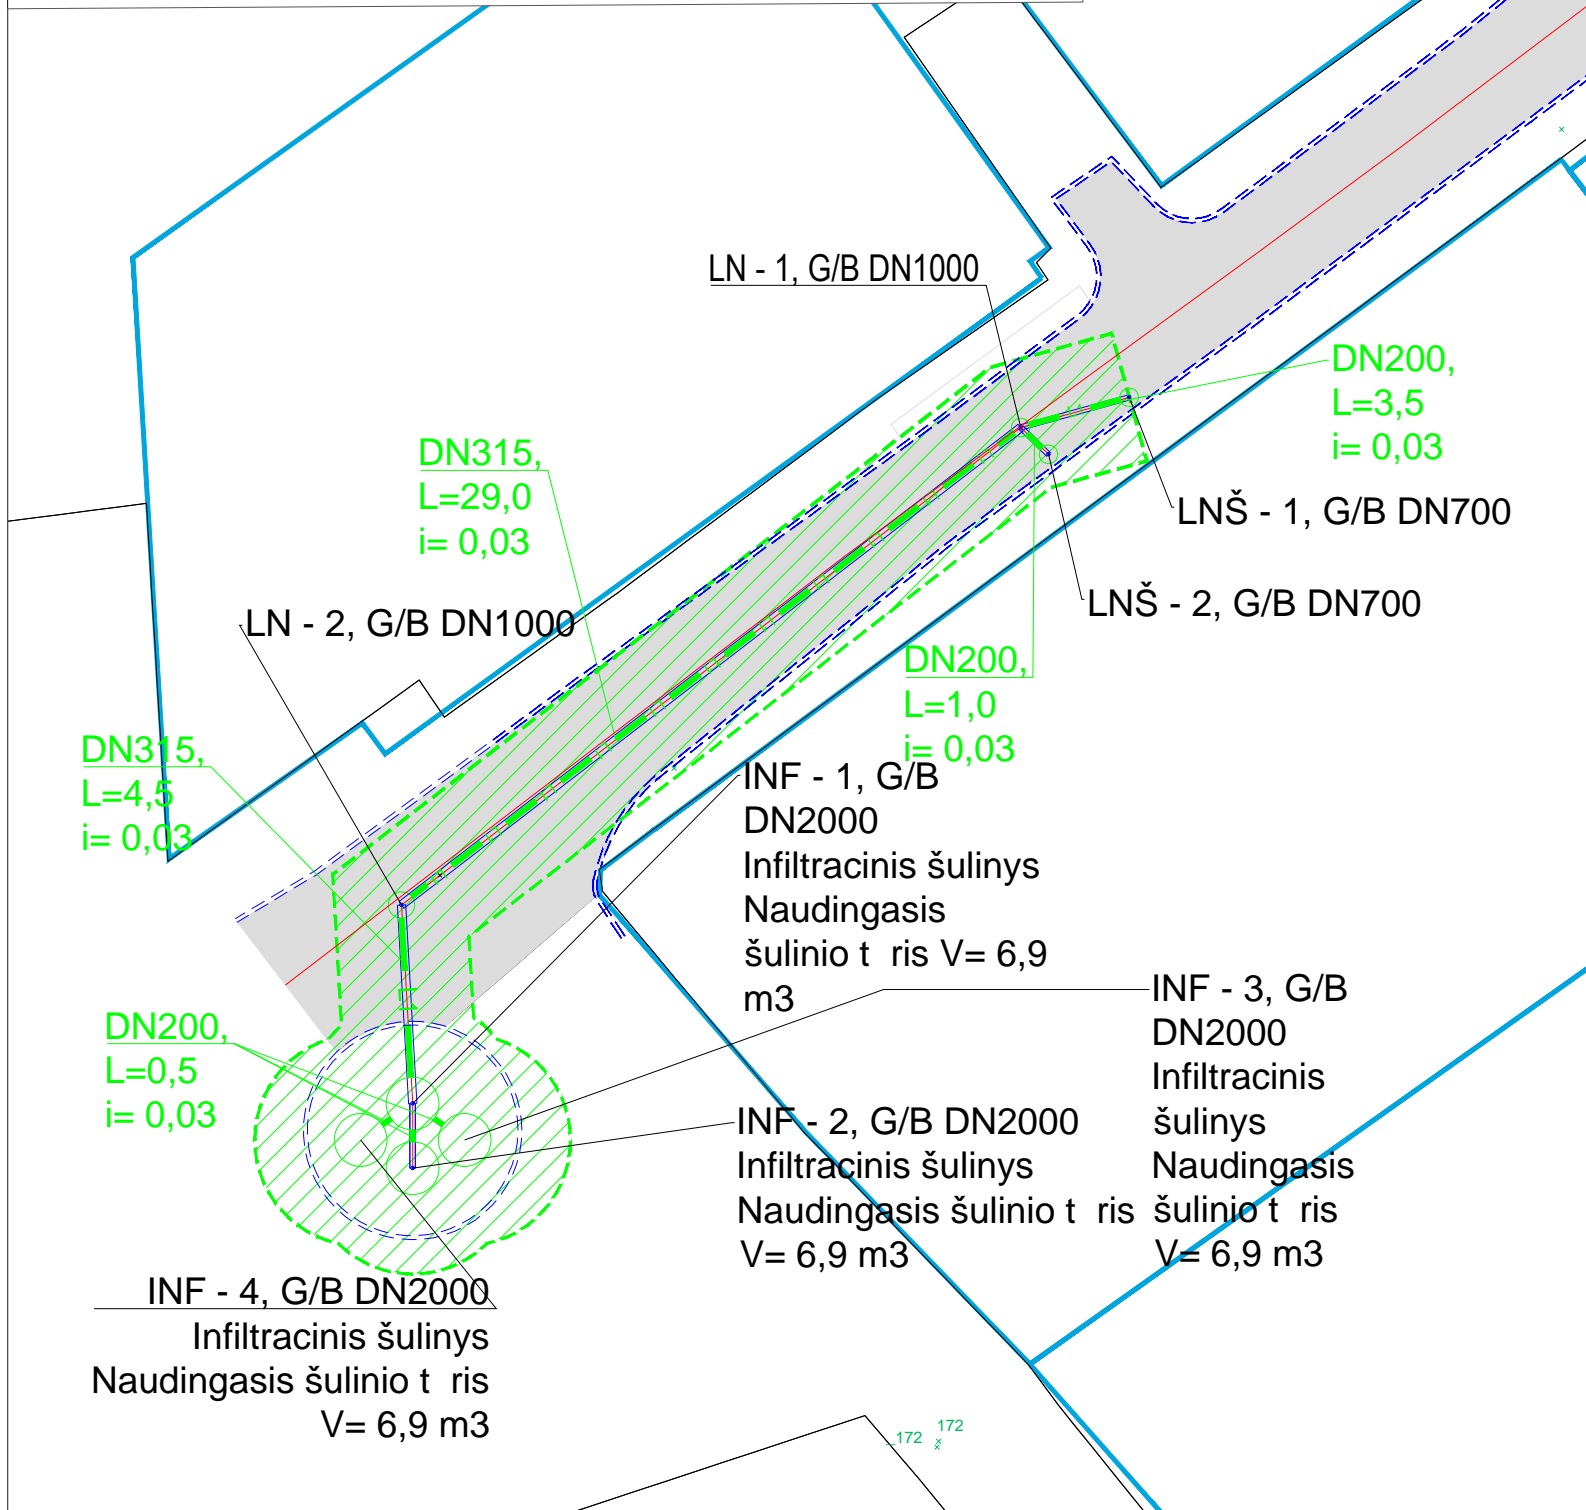 LN - 1, G/B DN1000
DN200,
L=3,5
i= 0,03
DN315,
L=29,0
i= 0,03
LNŠ - 1, G/B DN700
LN - 2, G/B DN1000
LNŠ - 2, G/B DN700
DN200,
L=1,0
i= 0,03
DN315,
L=4,5
i= 0,03
INF - 1, G/B
DN2000
Infiltracinis šulinys
Naudingasis
šulinio t ris V= 6,9
m3
INF - 3, G/B
DN2000
Infiltracinis
šulinys
Naudingasis
šulinio t ris
V= 6,9 m3
DN200,
L=0,5
i= 0,03
INF - 2, G/B DN2000
Infiltracinis šulinys
Naudingasis šulinio t ris
V= 6,9 m3
INF - 4, G/B DN2000
Infiltracinis šulinys
Naudingasis šulinio t ris
V= 6,9 m3
172
172